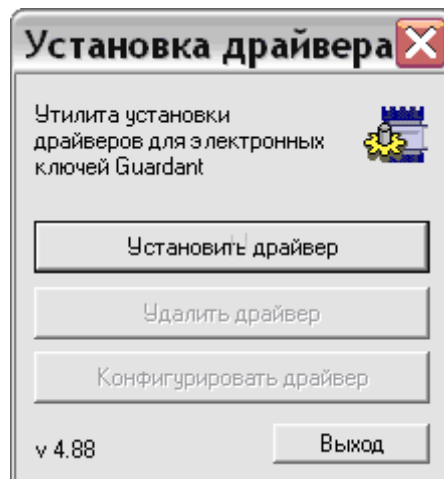 Установка драйвера
Утилита установки
драйверов для электронных
ключей Guardant
Установить драйвер
Удалить драйвер
Конфигурировать драйвер
v 4.88
Выход